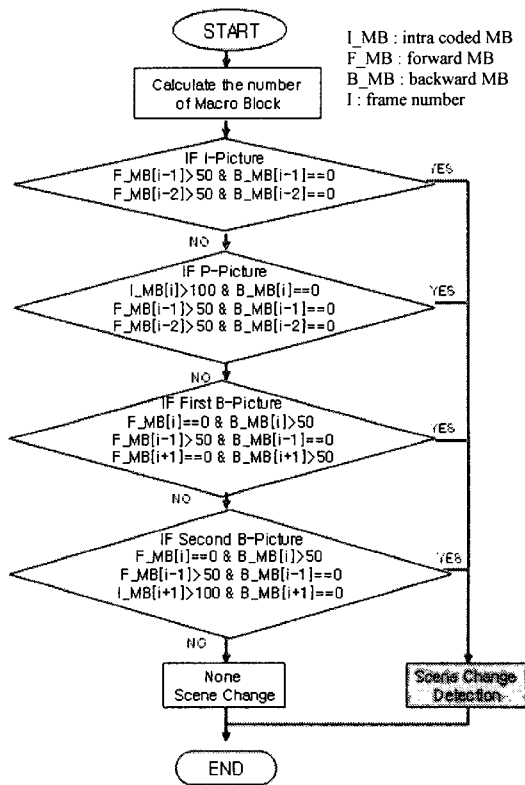 START
I_MB : intra coded MB
F_MB : forward MB
B_MB : backward MB
I : frame number
Calculate the number
of Macro Block
IF I-Picture
F_MB[i-1]>50 & B_MB[i-1]==0
F_MB[i-2]>50 & B_MB[i-2]==0
YES
NO
IF P-Picture
I_MB[i]>100 & B_MB[i]==0
F_MB[i-1]>50 & B_MB[i-1]==0
F_MB[i-2]>50 & B_MB[i-2]==0
YES
NO
IF First B-Picture
F_MB[i]==0 & B_MB[i]>50
F_MB[i-1]>50 & B_MB[i-1]==0
F_MB[i+1]==0 & B_MB[i+1]>50
YES
NO
IF Second B-Picture
F_MB[i]==0 & B_MB[i]>50
F_MB[i-1]>50 & B_MB[i-1]==0
I_MB[i+1]>100 & B_MB[i+1]==0
YES
NO
None
Scene Change
Scene Change
Detection
END